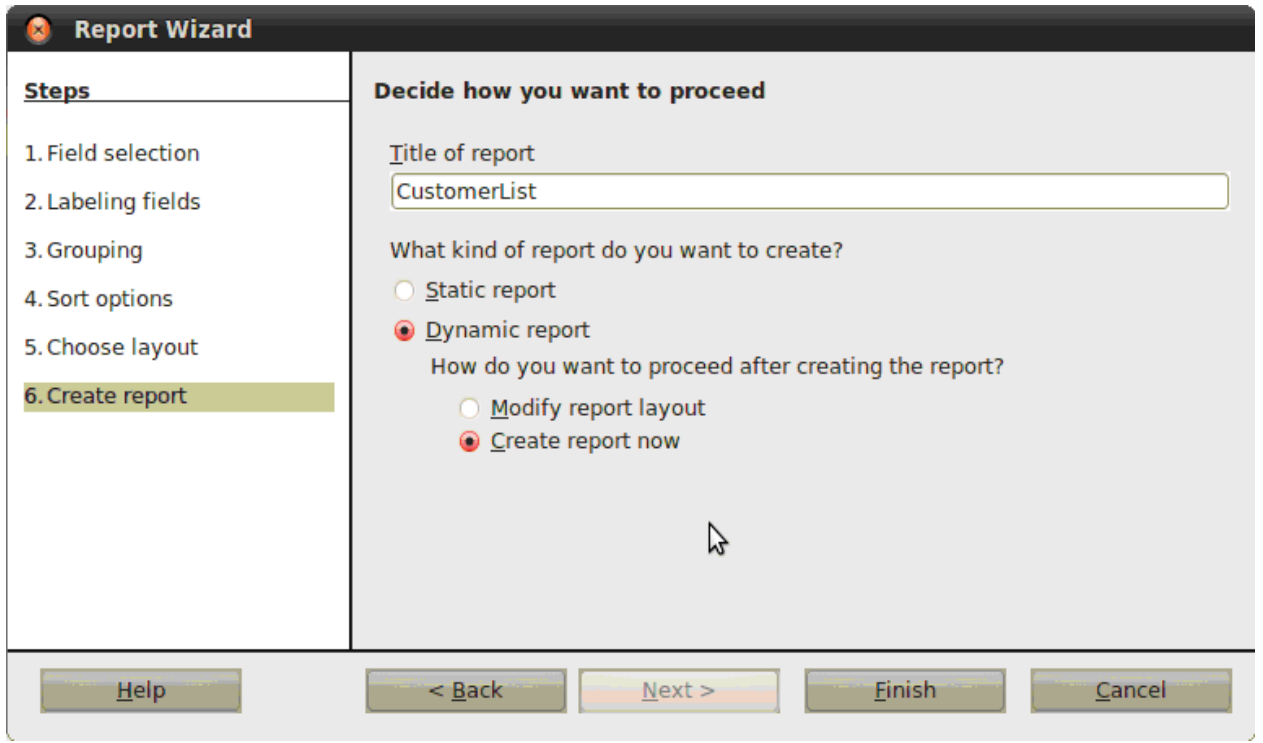 Report Wizard
Steps
1. Field selection
2. Labeling fields
3. Grouping
4. Sort options
5. Choose layout
6. Create report
Decide how you want to proceed
Title of report
CustomerList
What kind of report do you want to create?
Static report
Dynamic report
How do you want to proceed after creating the report?
Modify report layout
Create report now
Help
< Back
Next >
Finish
Cancel